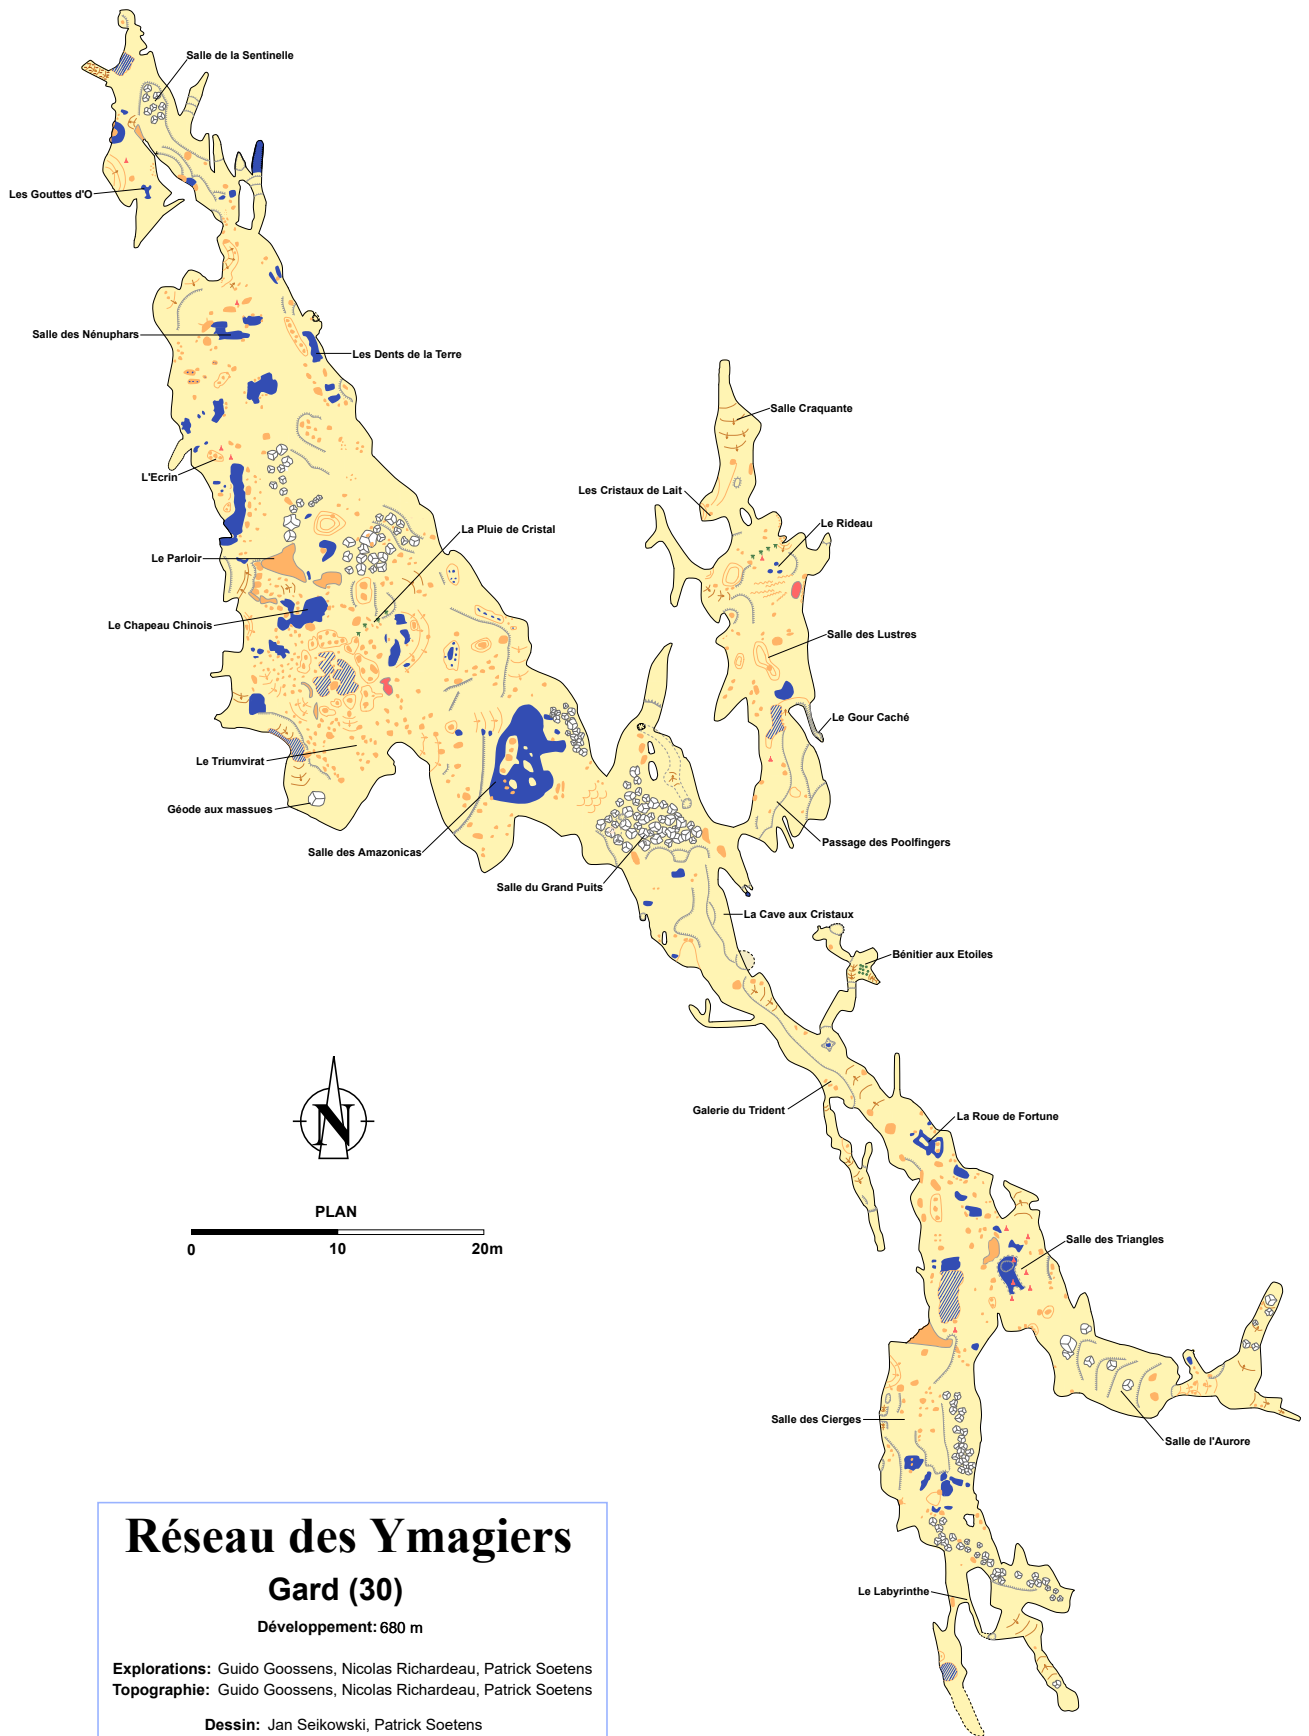 Salle de la Sentinelle
Les Gouttes d'O
Salle des Nénuphars
Les Dents de la Terre
Salle Craquante
L'Ecrin
Les Cristaux de Lait
La Pluie de Cristal
Le Rideau
Le Parloir
Le Chapeau Chinois
Salle des Lustres
Le Gour Caché
Le Triumvirat
Géode aux massues
Passage des Poolfingers
Salle des Amazonicas
Salle du Grand Puits
La Cave aux Cristaux
Bénitier aux Etoiles
Galerie du Trident
La Roue de Fortune
N
PLAN
0 10 20m
Salle des Triangles
Salle des Cierges
Salle de l'Aurore
Le Labyrinthe
Réseau des Ymagiers
Gard (30)
Développement: 680 m
Explorations: Guido Goossens, Nicolas Richardeau, Patrick Soetens
Topographie: Guido Goossens, Nicolas Richardeau, Patrick Soetens
Dessin: Jan Seikowski, Patrick Soetens